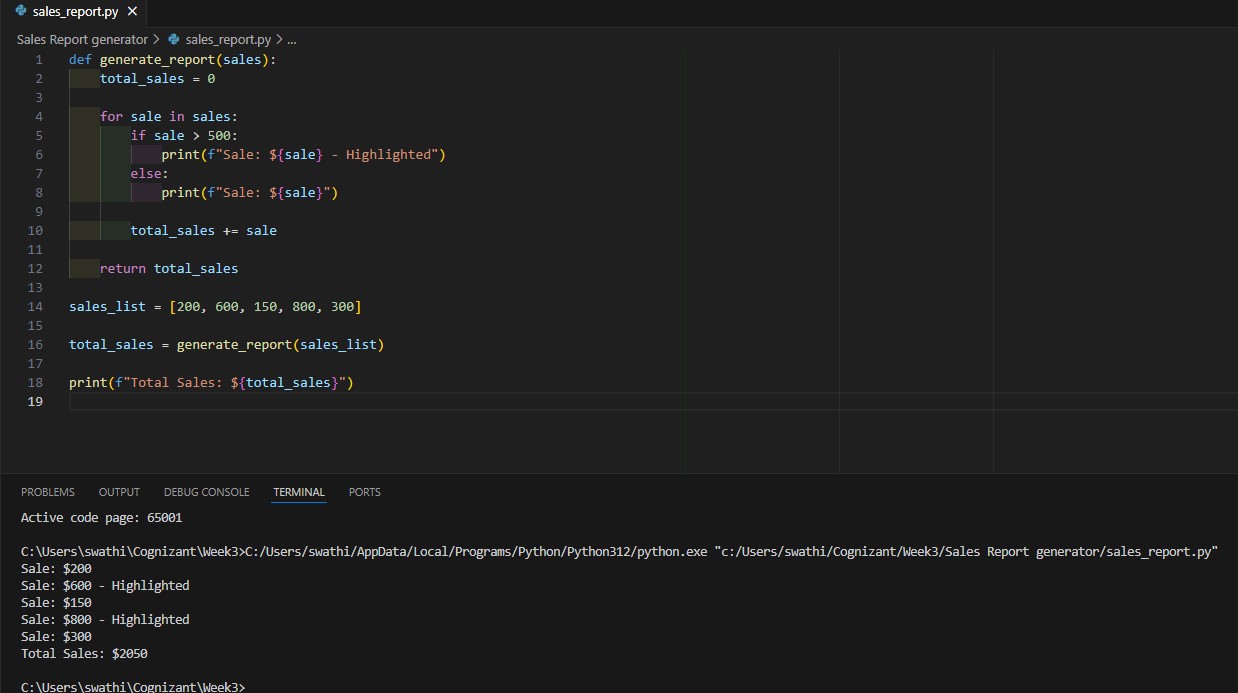 sales_report.py ✕
Sales Report generator > sales_report.py > ...
1 def generate_report(sales):
2     total_sales = 0
3
4     for sale in sales:
5         if sale > 500:
6             print(f"Sale: ${sale} - Highlighted")
7         else:
8             print(f"Sale: ${sale}")
9
10         total_sales += sale
11
12     return total_sales
13
14 sales_list = [200, 600, 150, 800, 300]
15
16 total_sales = generate_report(sales_list)
17
18 print(f"Total Sales: ${total_sales}")
19
PROBLEMS OUTPUT DEBUG CONSOLE TERMINAL PORTS
Active code page: 65001
C:\Users\swathi\Cognizant\Week3>C:/Users/swathi/AppData/Local/Programs/Python/Python312/python.exe "c:/Users/swathi/Cognizant/Week3/Sales Report generator/sales_report.py"
Sale: $200
Sale: $600 - Highlighted
Sale: $150
Sale: $800 - Highlighted
Sale: $300
Total Sales: $2050
C:\Users\swathi\Cognizant\Week3>